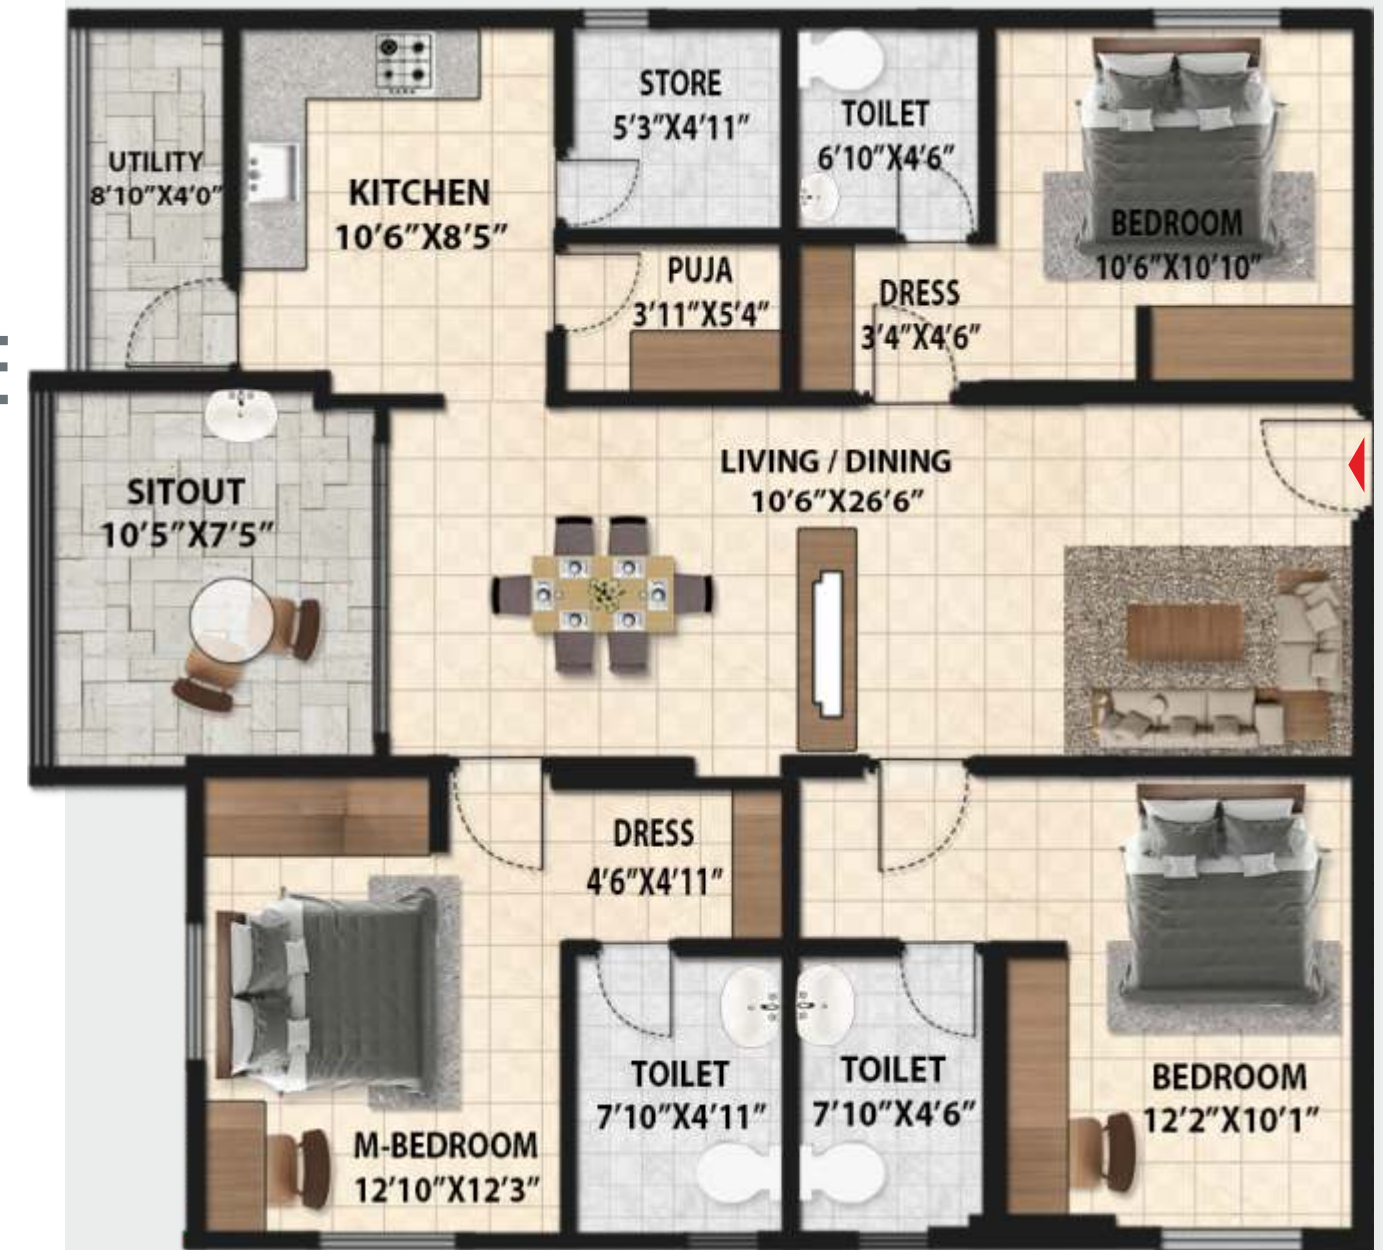 STORE
5'3"X4'11"
TOILET
6'10"X4'6"
UTILITY
8'10"X4'0"
KITCHEN
10'6"X8'5"
BEDROOM
10'6"X10'10"
PUJA
3'11"X5'4"
DRESS
3'4"X4'6"
LIVING / DINING
10'6"X26'6"
SITOUT
10'5"X7'5"
DRESS
4'6"X4'11"
TOILET
7'10"X4'11"
TOILET
7'10"X4'6"
BEDROOM
12'2"X10'1"
M-BEDROOM
12'10"X12'3"